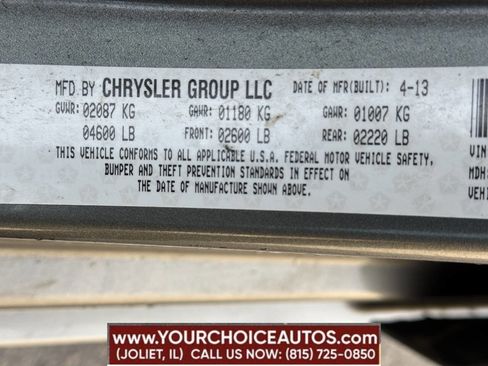 MFD BY CHRYSLER GROUP LLC DATE OF MFR(BUILT): 4-13
GVWR: 02087 KG GAWR: 01180 KG GAWR: 01007 KG
04600 LB FRONT: 02600 LB REAR: 02220 LB
THIS VEHICLE CONFORMS TO ALL APPLICABLE U.S.A. FEDERAL MOTOR VEHICLE SAFETY,
BUMPER AND THEFT PREVENTION STANDARDS IN EFFECT ON
THE DATE OF MANUFACTURE SHOWN ABOVE.
VIN
MDH:
VEHI
WWW.YOURCHOICEAUTOS.COM
(JOLIET, IL) CALL US NOW: (815) 725-0850